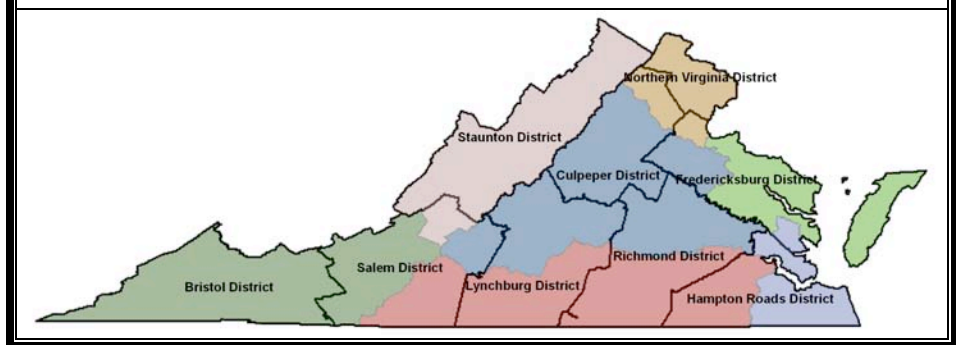 Northern Virginia District
Staunton District
Culpeper District
Fredericksburg District
Richmond District
Salem District
Bristol District
Lynchburg District
Hampton Roads District